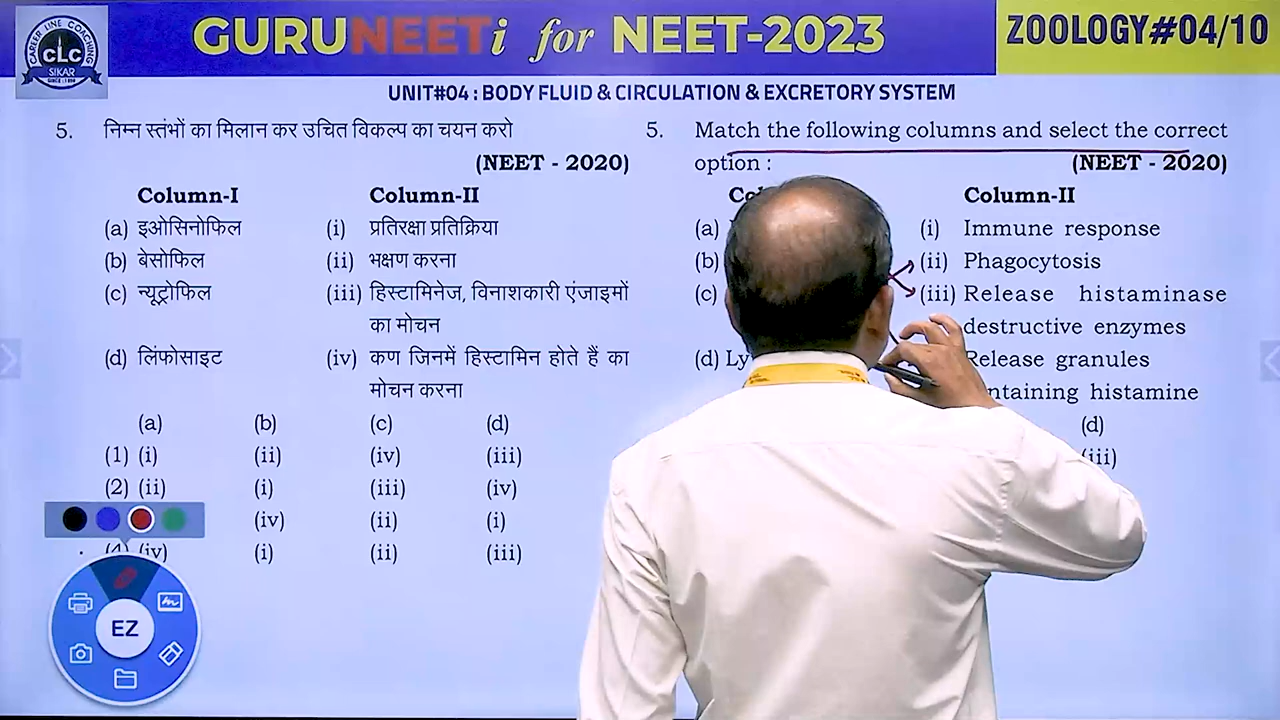 CAREER LINE COACHING
CLC
SIKAR
SINCE : 1996
GURUNEETi for NEET-2023
ZOOLOGY#04/10
UNIT#04 : BODY FLUID & CIRCULATION & EXCRETORY SYSTEM
5. निम्न स्तंभों का मिलान कर उचित विकल्प का चयन करो
(NEET - 2020)
Column-I Column-II
(a) इओसिनोफिल (i) प्रतिरक्षा प्रतिक्रिया
(b) बेसोफिल (ii) भक्षण करना
(c) न्यूट्रोफिल (iii) हिस्टामिनेज, विनाशकारी एंजाइमों
का मोचन
(d) लिंफोसाइट (iv) कण जिनमें हिस्टामिन होते हैं का
मोचन करना
(a) (b) (c) (d)
(1) (i) (ii) (iv) (iii)
(2) (ii) (i) (iii) (iv)
(iv) (ii) (i)
(4) (iv) (i) (ii) (iii)
EZ
5. Match the following columns and select the correct
option :
(NEET - 2020)
Column-II
(a) (i) Immune response
(b) (ii) Phagocytosis
(c) (iii) Release histaminase
destructive enzymes
(d) Ly Release granules
ntaining histamine
(d)
(iii)